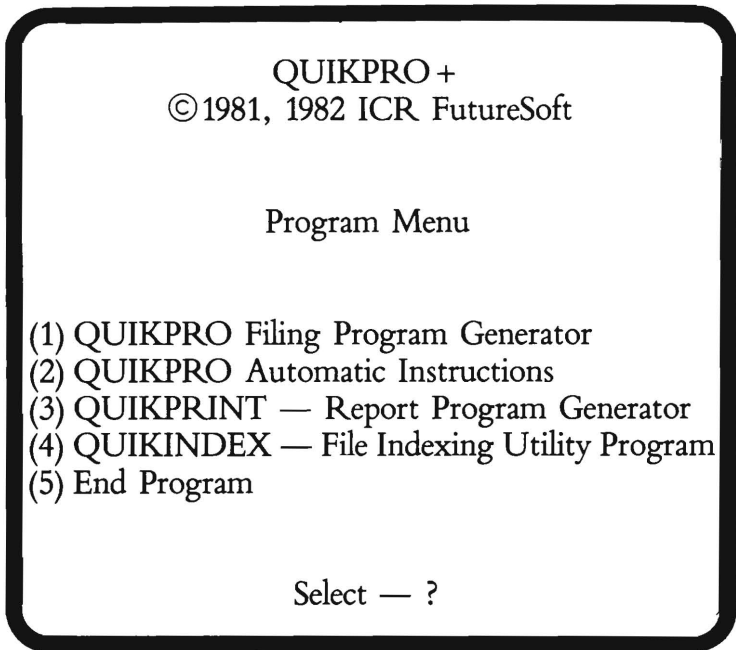 QUIKPRO +
©1981, 1982 ICR FutureSoft
Program Menu
(1) QUIKPRO Filing Program Generator
(2) QUIKPRO Automatic Instructions
(3) QUIKPRINT — Report Program Generator
(4) QUIKINDEX — File Indexing Utility Program
(5) End Program
Select — ?